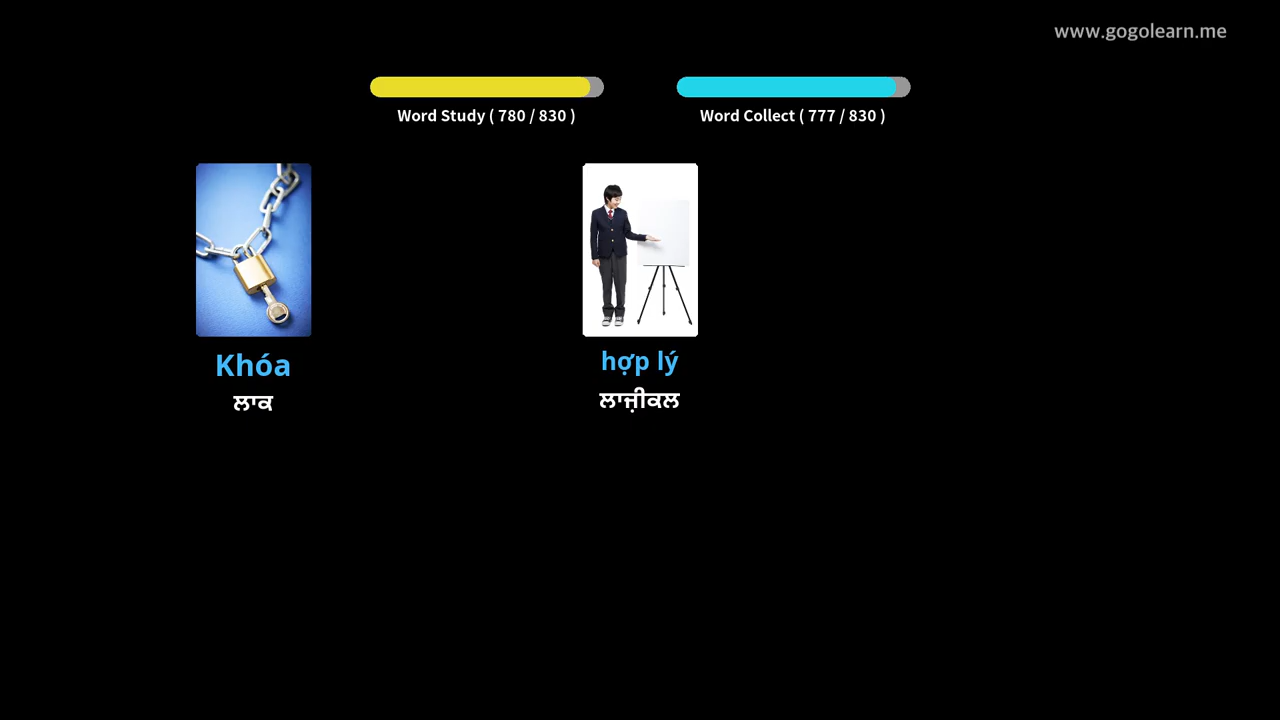 www.gogolearn.me
Word Study ( 780 / 830 )
Word Collect ( 777 / 830 )
Khóa
ਲਾਕ
hợp lý
ਲਾਜ਼ੀਕਲ